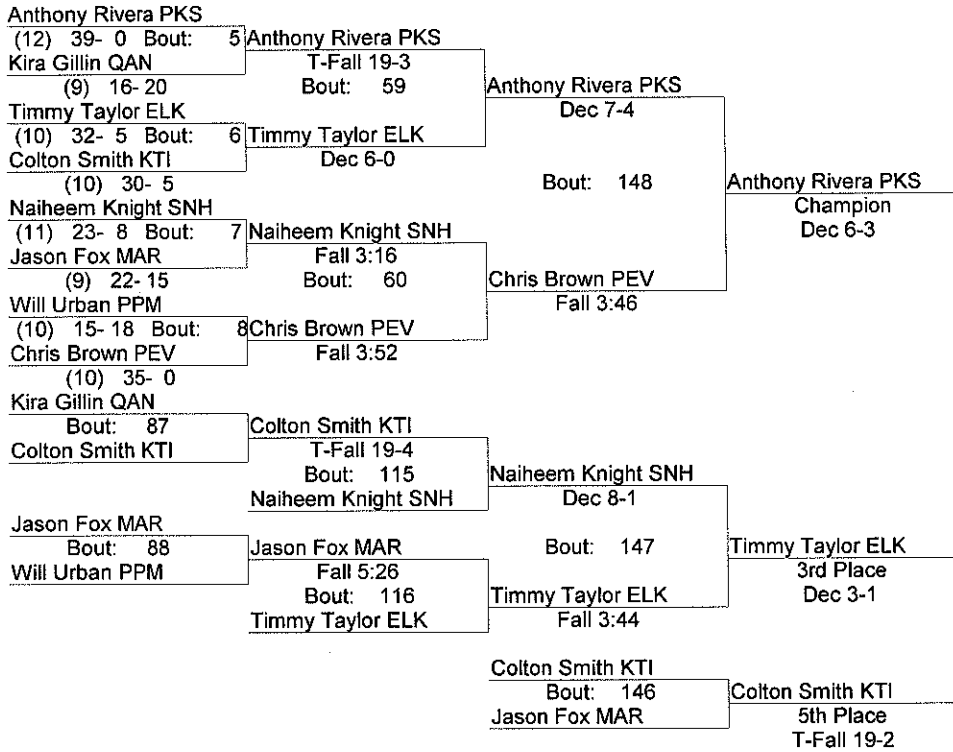 Anthony Rivera PKS
(12) 39- 0 Bout: 5
Kira Gillin QAN
(9) 16- 20
Timmy Taylor ELK
(10) 32- 5 Bout: 6
Colton Smith KTI
(10) 30- 5
Naiheem Knight SNH
(11) 23- 8 Bout: 7
Jason Fox MAR
(9) 22- 15
Will Urban PPM
(10) 15- 18 Bout: 8
Chris Brown PEV
(10) 35- 0
Anthony Rivera PKS
T-Fall 19-3
Bout: 59
Timmy Taylor ELK
Dec 6-0
Naiheem Knight SNH
Fall 3:16
Bout: 60
Chris Brown PEV
Fall 3:52
Anthony Rivera PKS
Dec 7-4
Bout: 148
Chris Brown PEV
Fall 3:46
Anthony Rivera PKS
Champion
Dec 6-3
Kira Gillin QAN
Bout: 87
Colton Smith KTI
Jason Fox MAR
Bout: 88
Will Urban PPM
Colton Smith KTI
T-Fall 19-4
Bout: 115
Naiheem Knight SNH
Jason Fox MAR
Fall 5:26
Bout: 116
Timmy Taylor ELK
Naiheem Knight SNH
Dec 8-1
Bout: 147
Timmy Taylor ELK
Fall 3:44
Timmy Taylor ELK
3rd Place
Dec 3-1
Colton Smith KTI
Bout: 146
Jason Fox MAR
Colton Smith KTI
5th Place
T-Fall 19-2